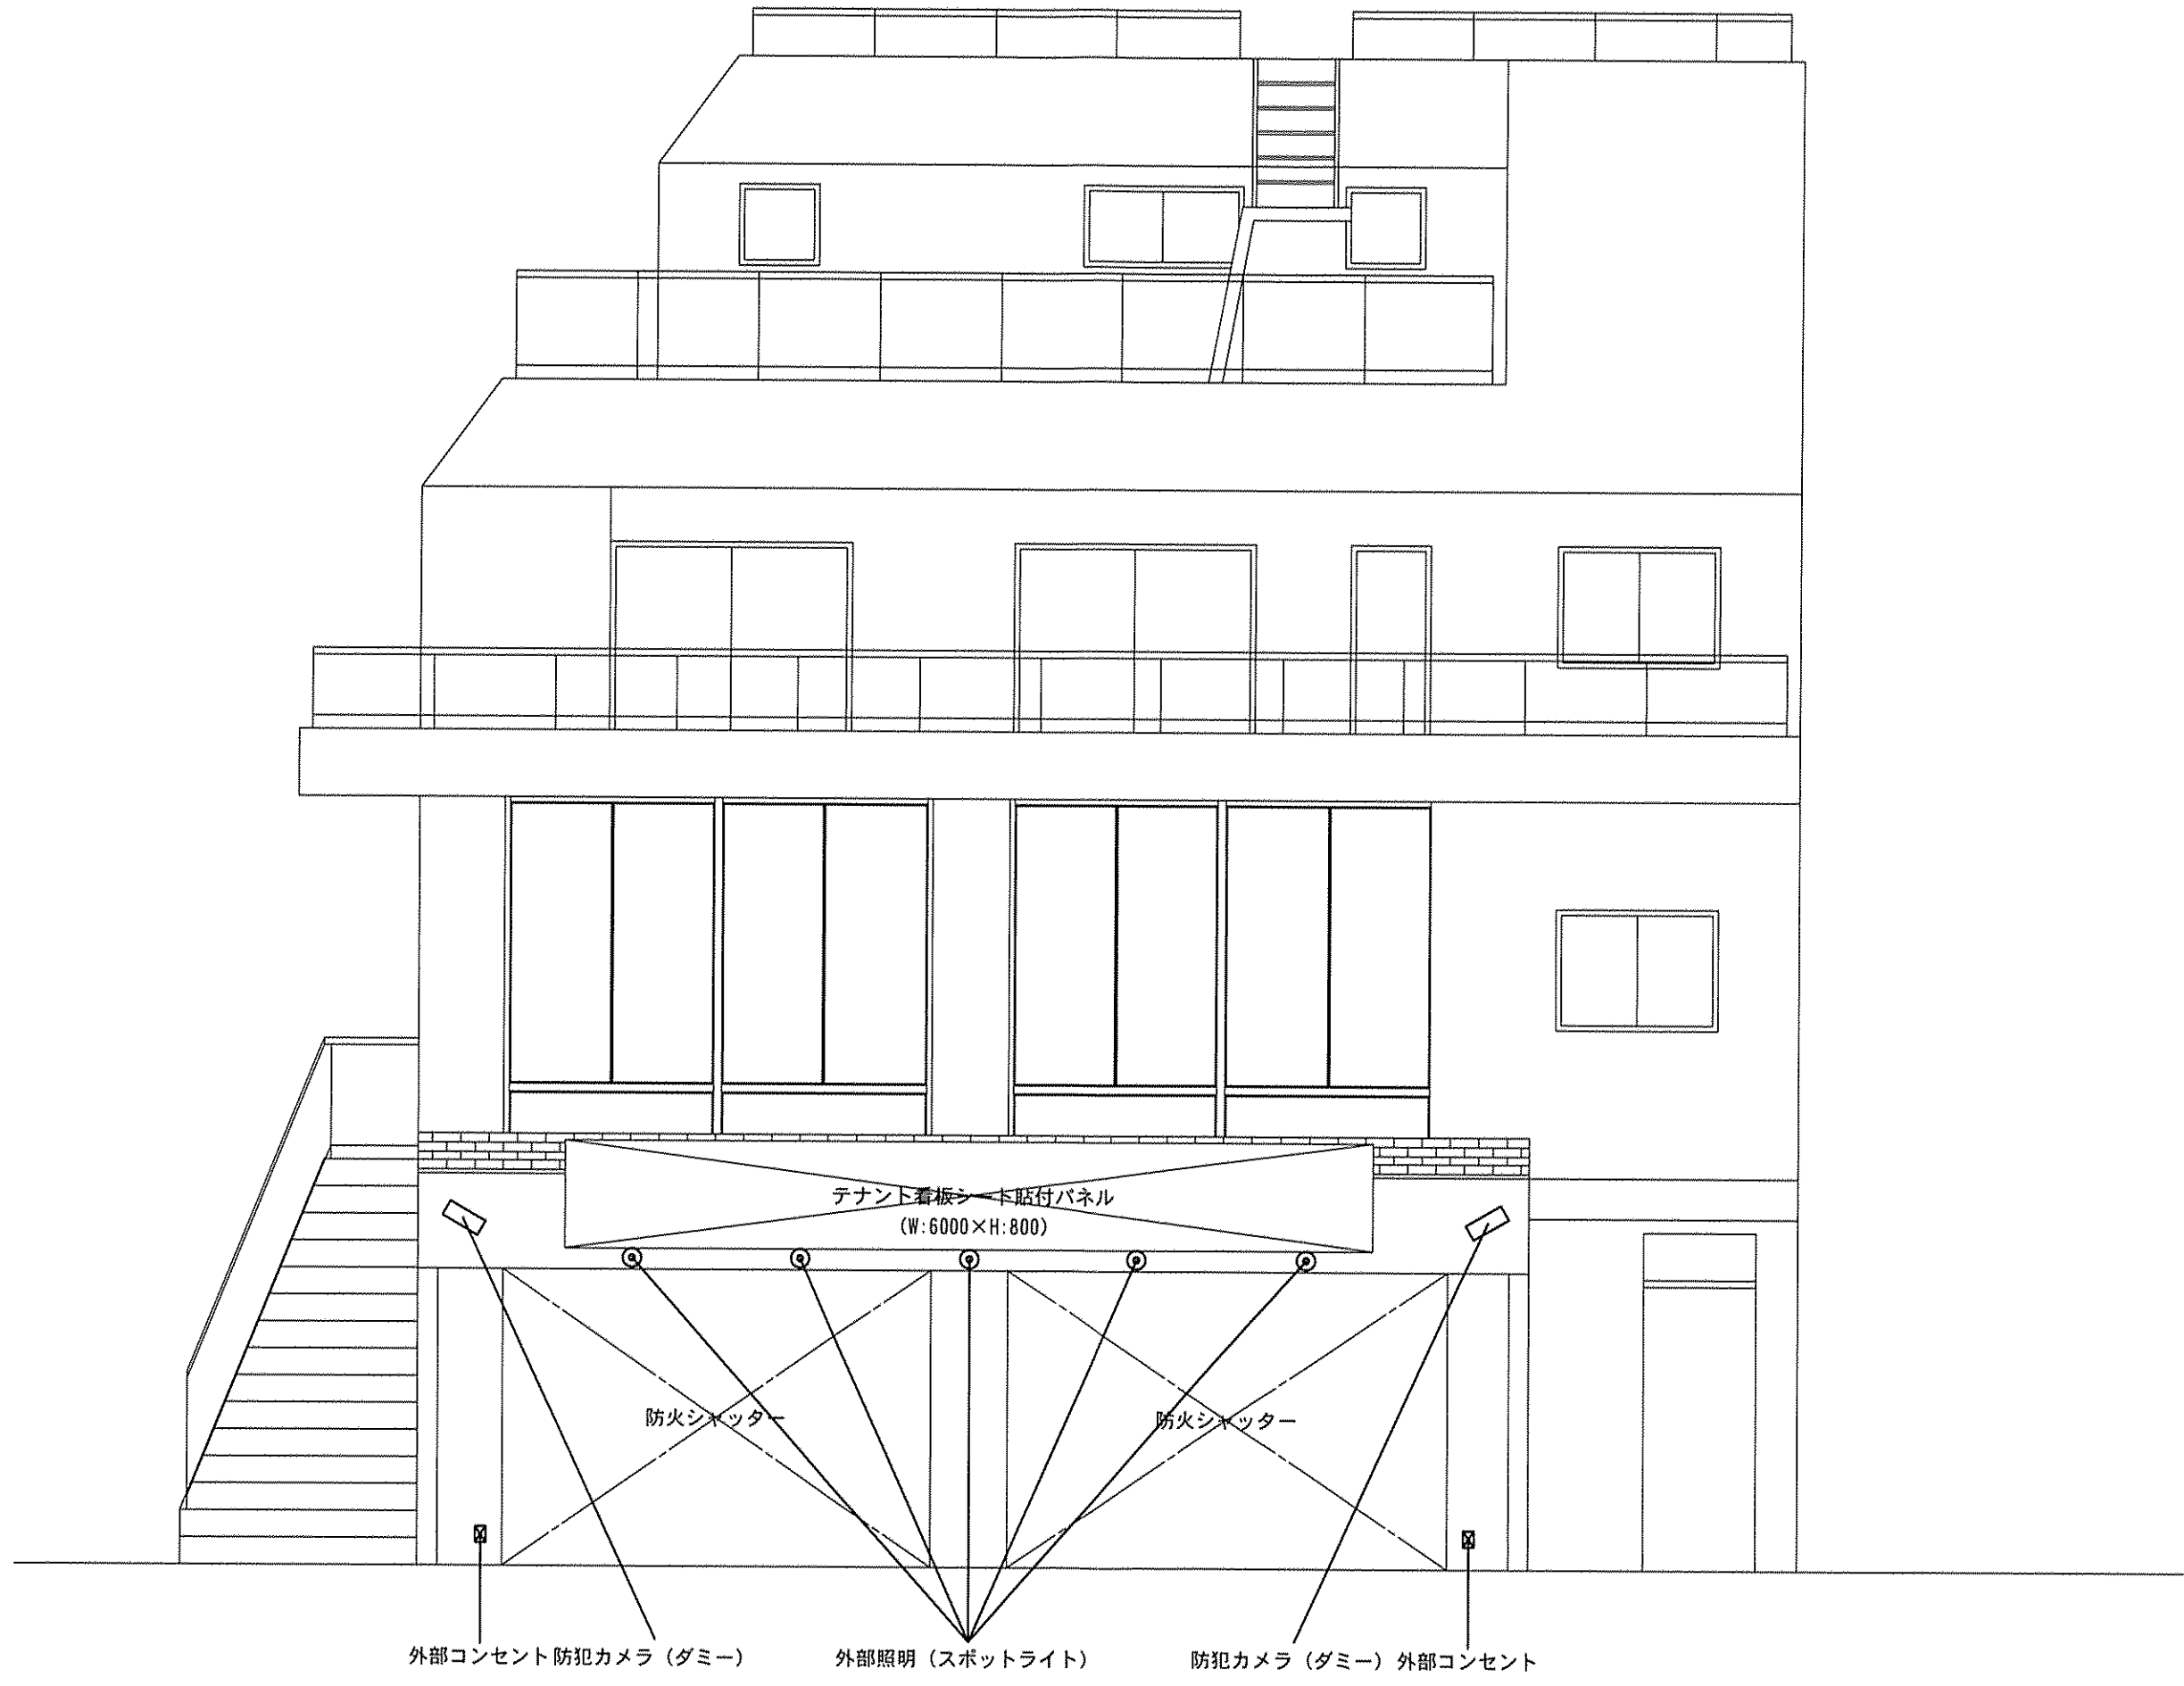 テナント看板シート貼付パネル
(W:6000×H:800)
防火シャッター
防火シャッター
外部コンセント
防犯カメラ（ダミー）
外部照明（スポットライト）
防犯カメラ（ダミー）
外部コンセント